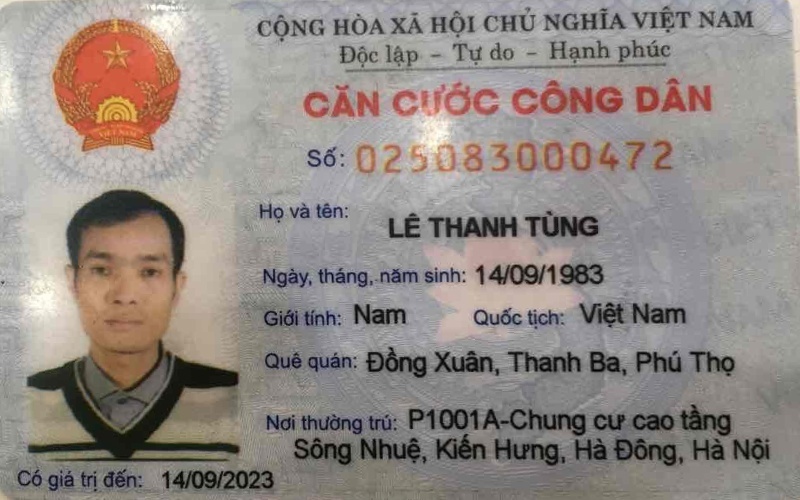 CỘNG HÒA XÃ HỘI CHỦ NGHĨA VIỆT NAM
Độc lập - Tự do - Hạnh phúc
CĂN CƯỚC CÔNG DÂN
Số: 025083000472
Họ và tên: LÊ THANH TÙNG
Ngày, tháng, năm sinh: 14/09/1983
Giới tính: Nam Quốc tịch: Việt Nam
Quê quán: Đồng Xuân, Thanh Ba, Phú Thọ
Nơi thường trú: P1001A-Chung cư cao tầng
Sông Nhuệ, Kiến Hưng, Hà Đông, Hà Nội
Có giá trị đến: 14/09/2023